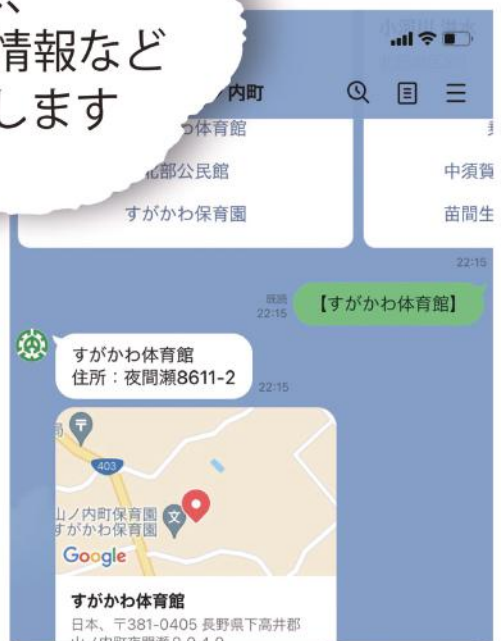 情報など
します
内町
体育館
北部公民館
すがかわ保育園
中須賀
苗間生
22:15
既読
22:15
【すがかわ体育館】
すがかわ体育館
住所：夜間瀬8611-2
22:15
403
山ノ内町保育園
すがかわ保育園
文
Google
すがかわ体育館
日本、〒381-0405 長野県下高井郡